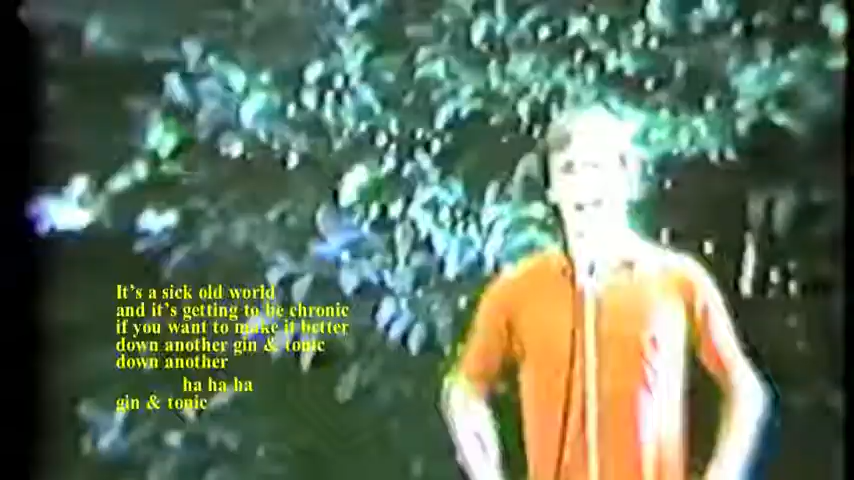 It's a sick old world
and it's getting to be chronic
if you want to make it better
down another gin & tonic
down another
ha ha ha
gin & tonic